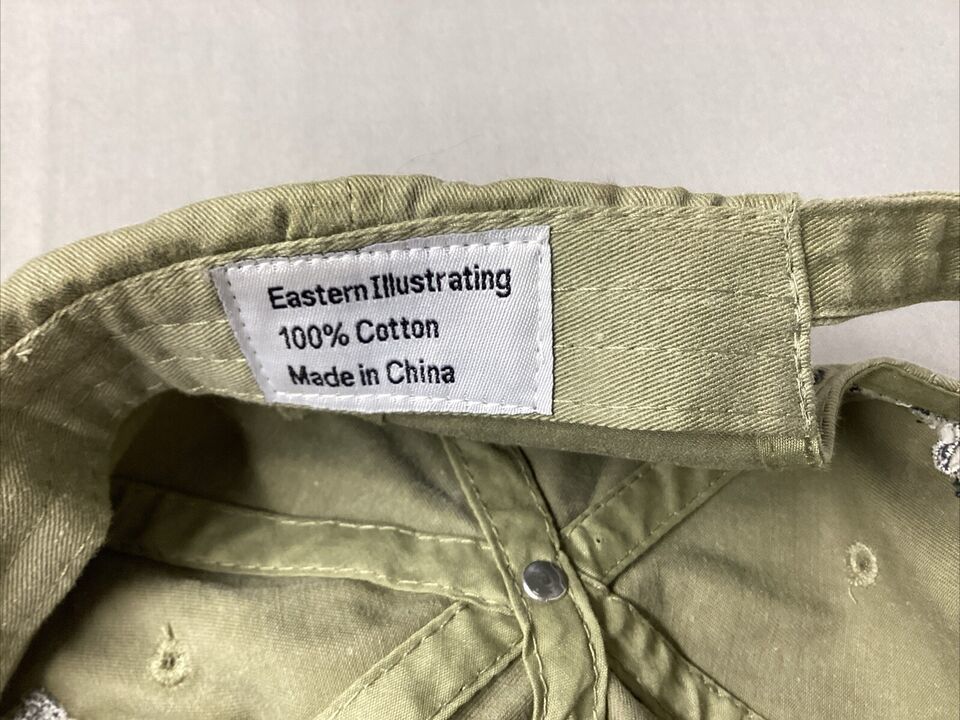 Eastern Illustrating
100% Cotton
Made in China